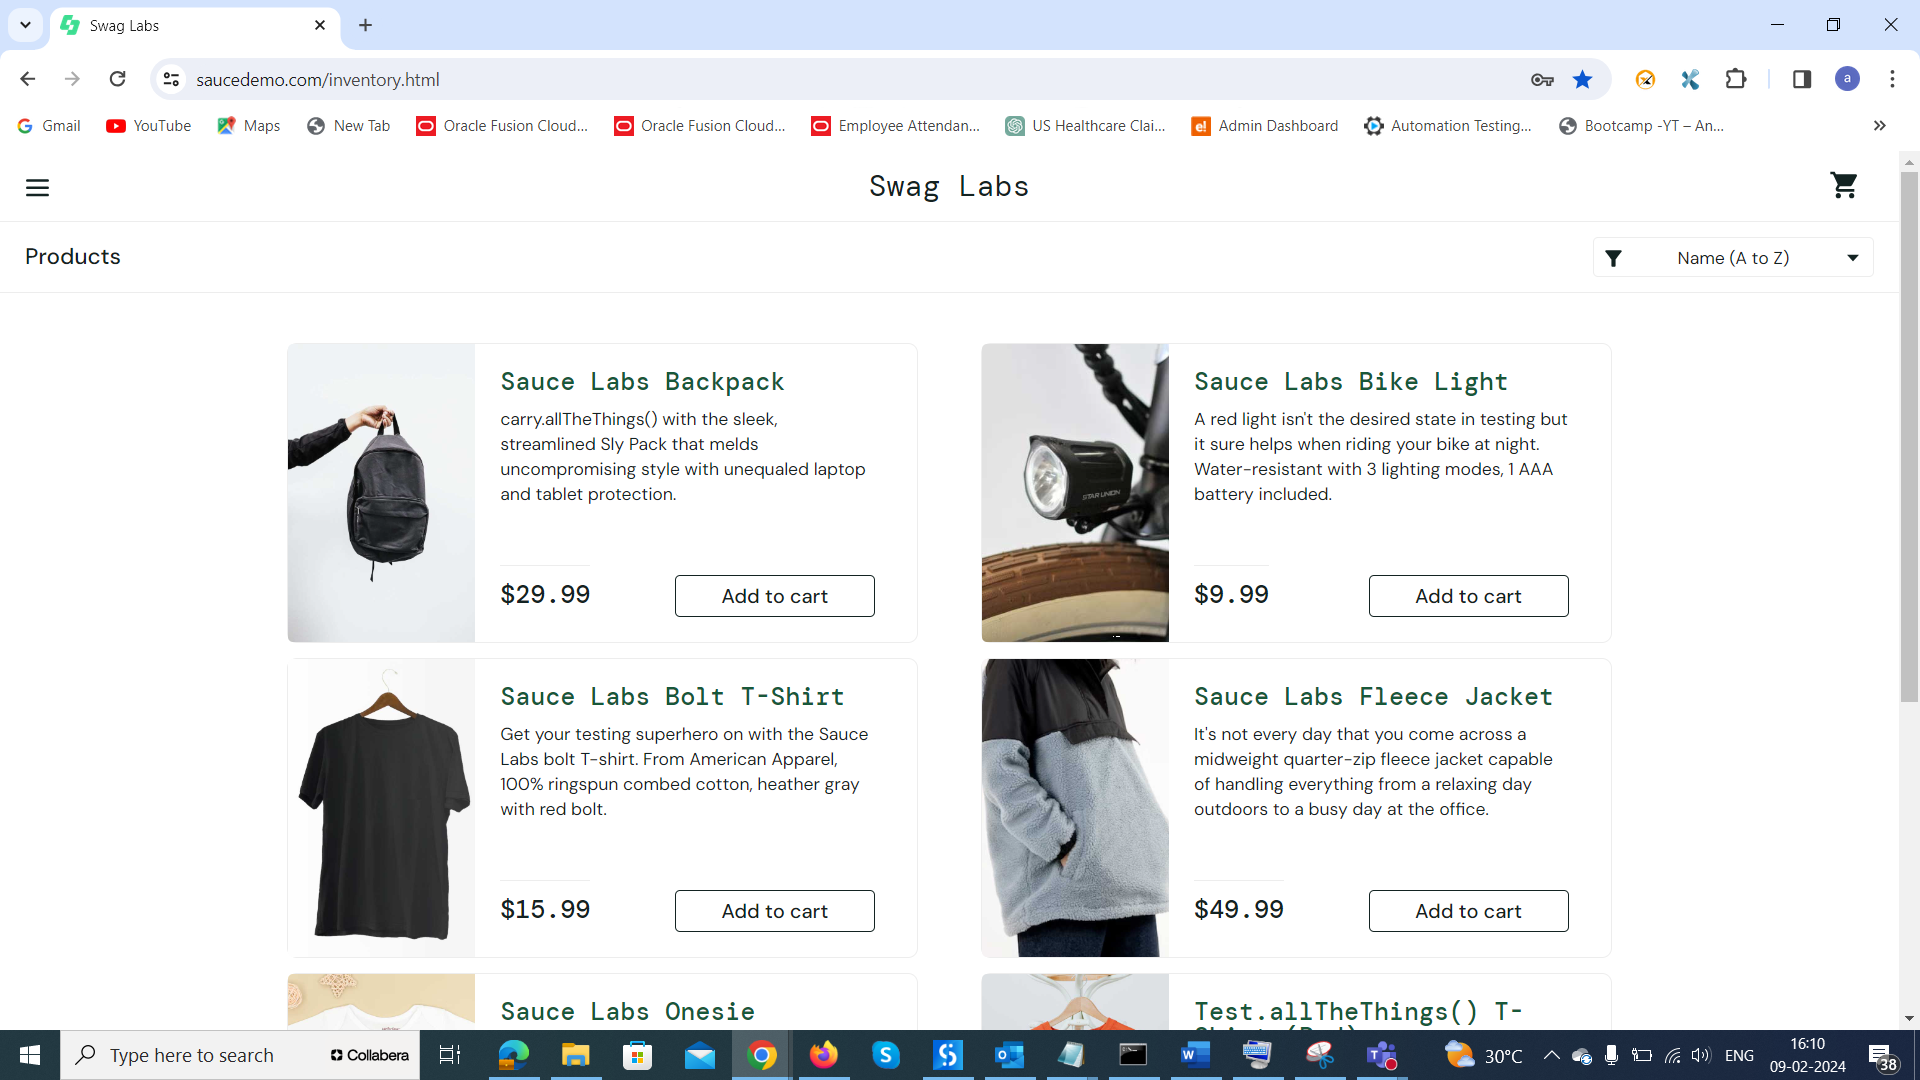 Swag Labs
saucedemo.com/inventory.html
a
Gmail
YouTube
Maps
New Tab
Oracle Fusion Cloud...
Oracle Fusion Cloud...
Employee Attendan...
US Healthcare Clai...
Admin Dashboard
Automation Testing...
Bootcamp -YT – An...
Swag Labs
Products
Name (A to Z)
Sauce Labs Backpack
carry.allTheThings() with the sleek,
streamlined Sly Pack that melds
uncompromising style with unequaled laptop
and tablet protection.
$29.99
Add to cart
Sauce Labs Bike Light
A red light isn't the desired state in testing but
it sure helps when riding your bike at night.
Water-resistant with 3 lighting modes, 1 AAA
battery included.
STAR UNION
$9.99
Add to cart
Sauce Labs Bolt T-Shirt
Get your testing superhero on with the Sauce
Labs bolt T-shirt. From American Apparel,
100% ringspun combed cotton, heather gray
with red bolt.
$15.99
Add to cart
Sauce Labs Fleece Jacket
It's not every day that you come across a
midweight quarter-zip fleece jacket capable
of handling everything from a relaxing day
outdoors to a busy day at the office.
$49.99
Add to cart
Sauce Labs Onesie
Test.allTheThings() T-
Type here to search
Collabera
30°C
ENG
16:10
09-02-2024
38